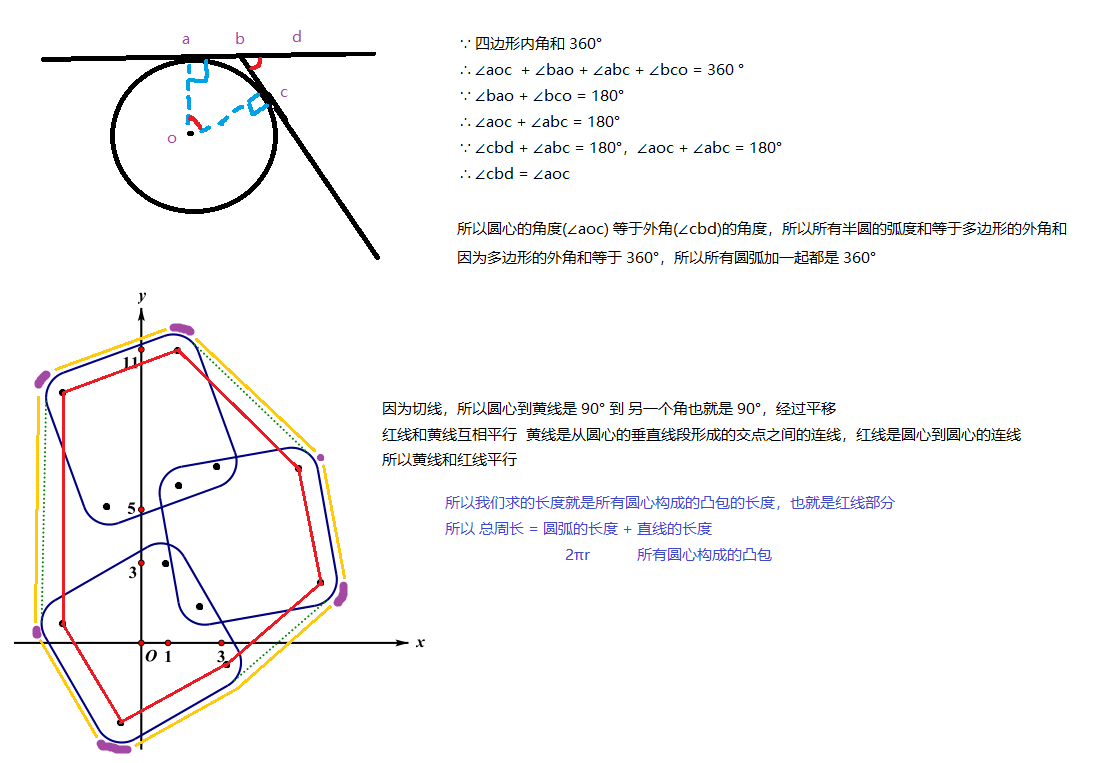 a b d
c
o
∵ 四边形内角和 360°
∴ ∠aoc + ∠bao + ∠abc + ∠bco = 360 °
∵ ∠bao + ∠bco = 180°
∴ ∠aoc + ∠abc = 180°
∵ ∠cbd + ∠abc = 180°，∠aoc + ∠abc = 180°
∴ ∠cbd = ∠aoc
所以圆心的角度(∠aoc) 等于外角(∠cbd)的角度，所以所有半圆的弧度和等于多边形的外角和
因为多边形的外角和等于 360°，所以所有圆弧加一起都是 360°
y
11
5
3
O 1 3 x
因为切线，所以圆心到黄线是 90° 到 另一个角也就是 90°，经过平移
红线和黄线互相平行 黄线是从圆心的垂直线段形成的交点之间的连线，红线是圆心到圆心的连线
所以黄线和红线平行
所以我们求的长度就是所有圆心构成的凸包的长度，也就是红线部分
所以 总周长 = 圆弧的长度 + 直线的长度
2πr 所有圆心构成的凸包